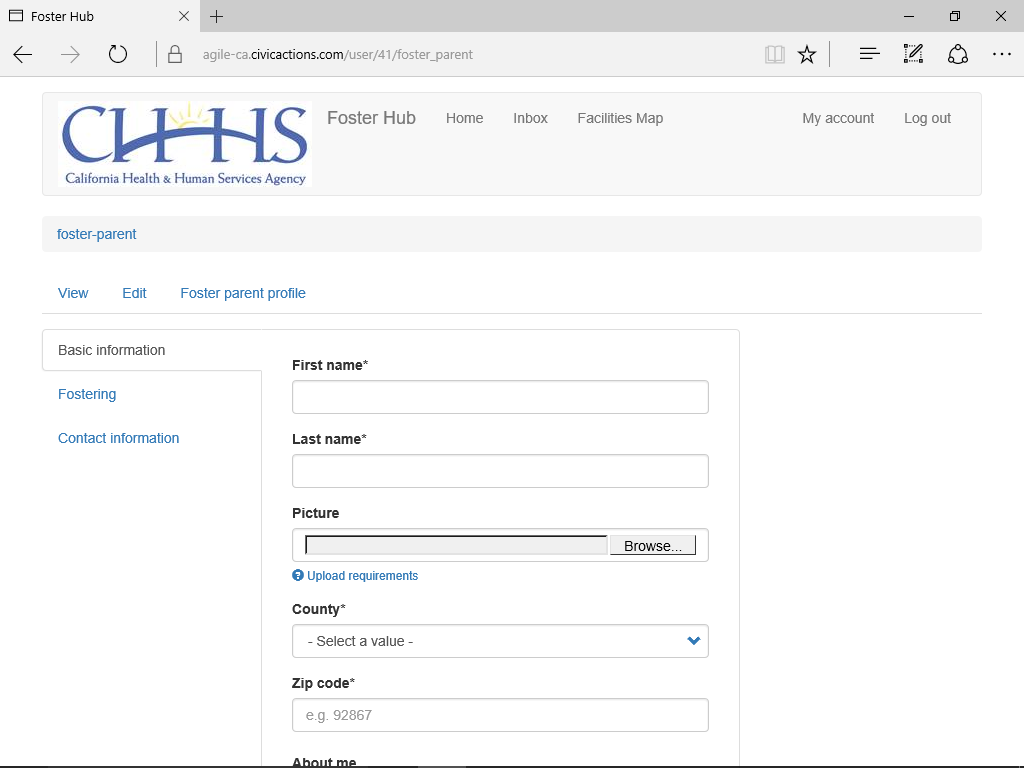 Foster Hub
agile-ca.civicactions.com/user/41/foster_parent
CHHS
California Health & Human Services Agency
Foster Hub Home Inbox Facilities Map My account Log out
foster-parent
View Edit Foster parent profile
Basic information
Fostering
Contact information
First name*
Last name*
Picture
Browse...
Upload requirements
County*
- Select a value -
Zip code*
e.g. 92867
About me